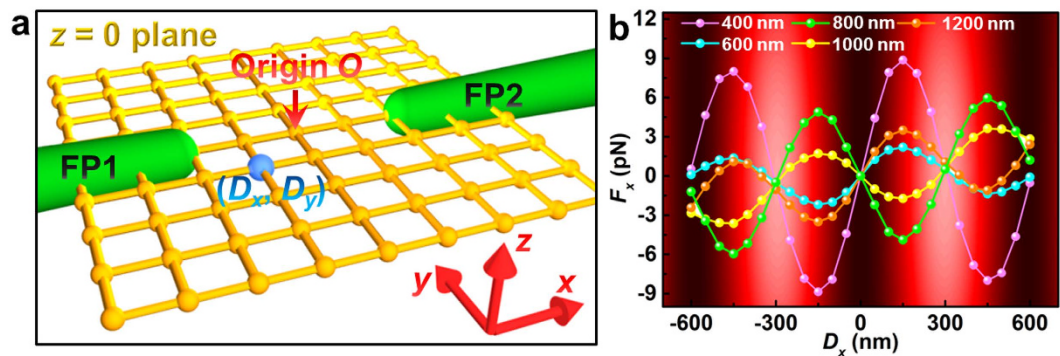 a
z = 0 plane
Origin O
FP1
FP2
(Dx, Dy)
z
y
x
b
400 nm 800 nm 1200 nm
600 nm 1000 nm
Fx (pN)
12
9
6
3
0
-3
-6
-9
-600 -300 0 300 600
Dx (nm)